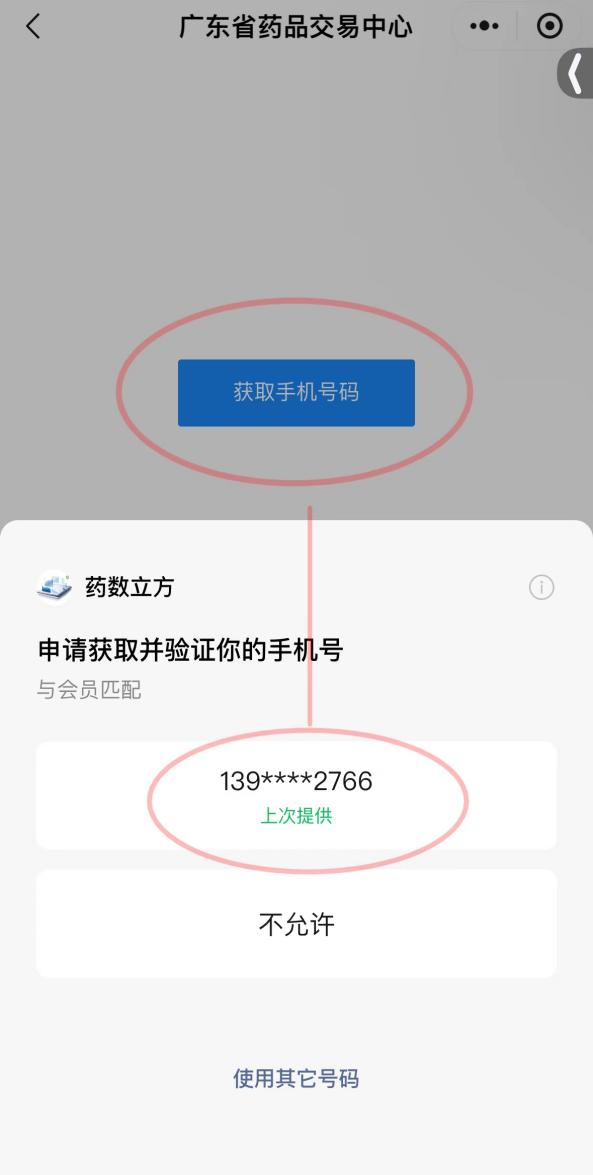 广东省药品交易中心
获取手机号码
药数立方
申请获取并验证你的手机号
与会员匹配
139****2766
上次提供
不允许
使用其它号码